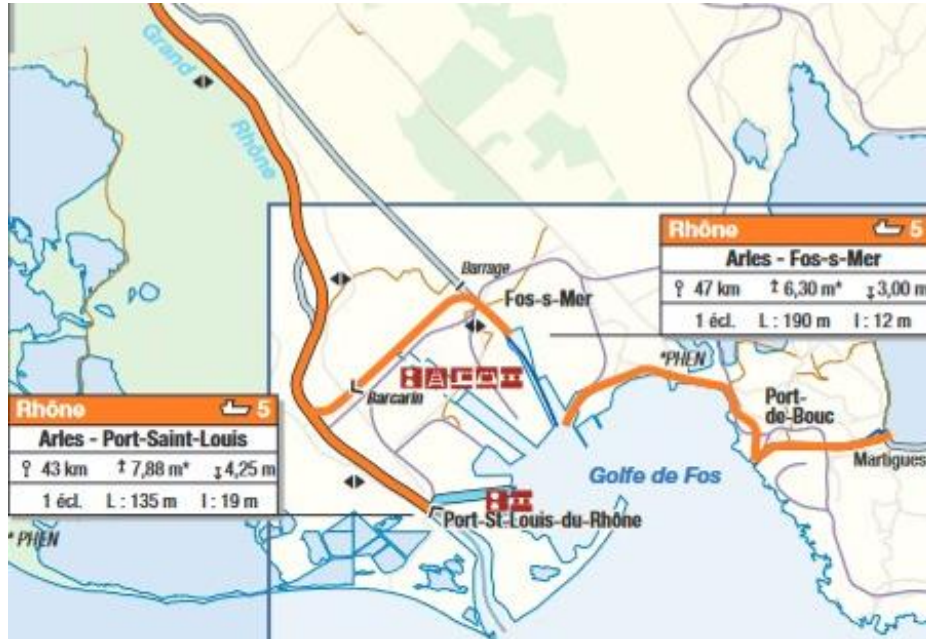 Grand
Rhône
Barrage
Fos-s-Mer
Rhône 5
Arles - Fos-s-Mer
47 km 6,30 m* 3,00 m
1 écl. L : 190 m l : 12 m
*PHEN
Barcarin
Port-
de-Bouc
Martigues
Rhône 5
Arles - Port-Saint-Louis
43 km 7,88 m* 4,25 m
1 écl. L : 135 m l : 19 m
Golfe de Fos
Port-St-Louis-du-Rhône
* PHEN